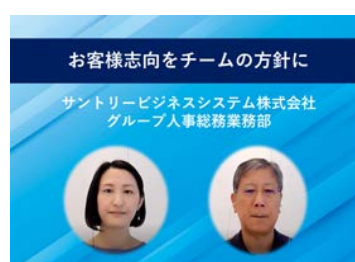 お客様志向をチームの方針に
サントリービジネスシステム株式会社
グループ人事総務業務部